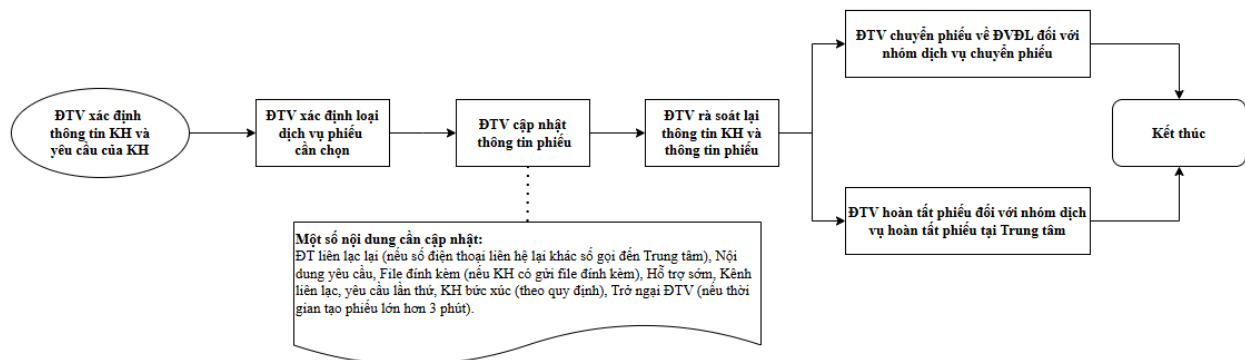 ĐTV xác định
thông tin KH và
yêu cầu của KH
ĐTV xác định loại
dịch vụ phiếu
cần chọn
ĐTV cập nhật
thông tin phiếu
ĐTV rà soát lại
thông tin KH và
thông tin phiếu
ĐTV chuyển phiếu về ĐVĐL đối với
nhóm dịch vụ chuyển phiếu
ĐTV hoàn tất phiếu đối với nhóm dịch
vụ hoàn tất phiếu tại Trung tâm
Kết thúc
Một số nội dung cần cập nhật:
ĐT liên lạc lại (nếu số điện thoại liên hệ lại khác số gọi đến Trung tâm), Nội
dung yêu cầu, File đính kèm (nếu KH có gửi file đính kèm), Hỗ trợ sớm, Kênh
liên lạc, yêu cầu lần thứ, KH bức xúc (theo quy định), Trở ngại ĐTV (nếu thời
gian tạo phiếu lớn hơn 3 phút).